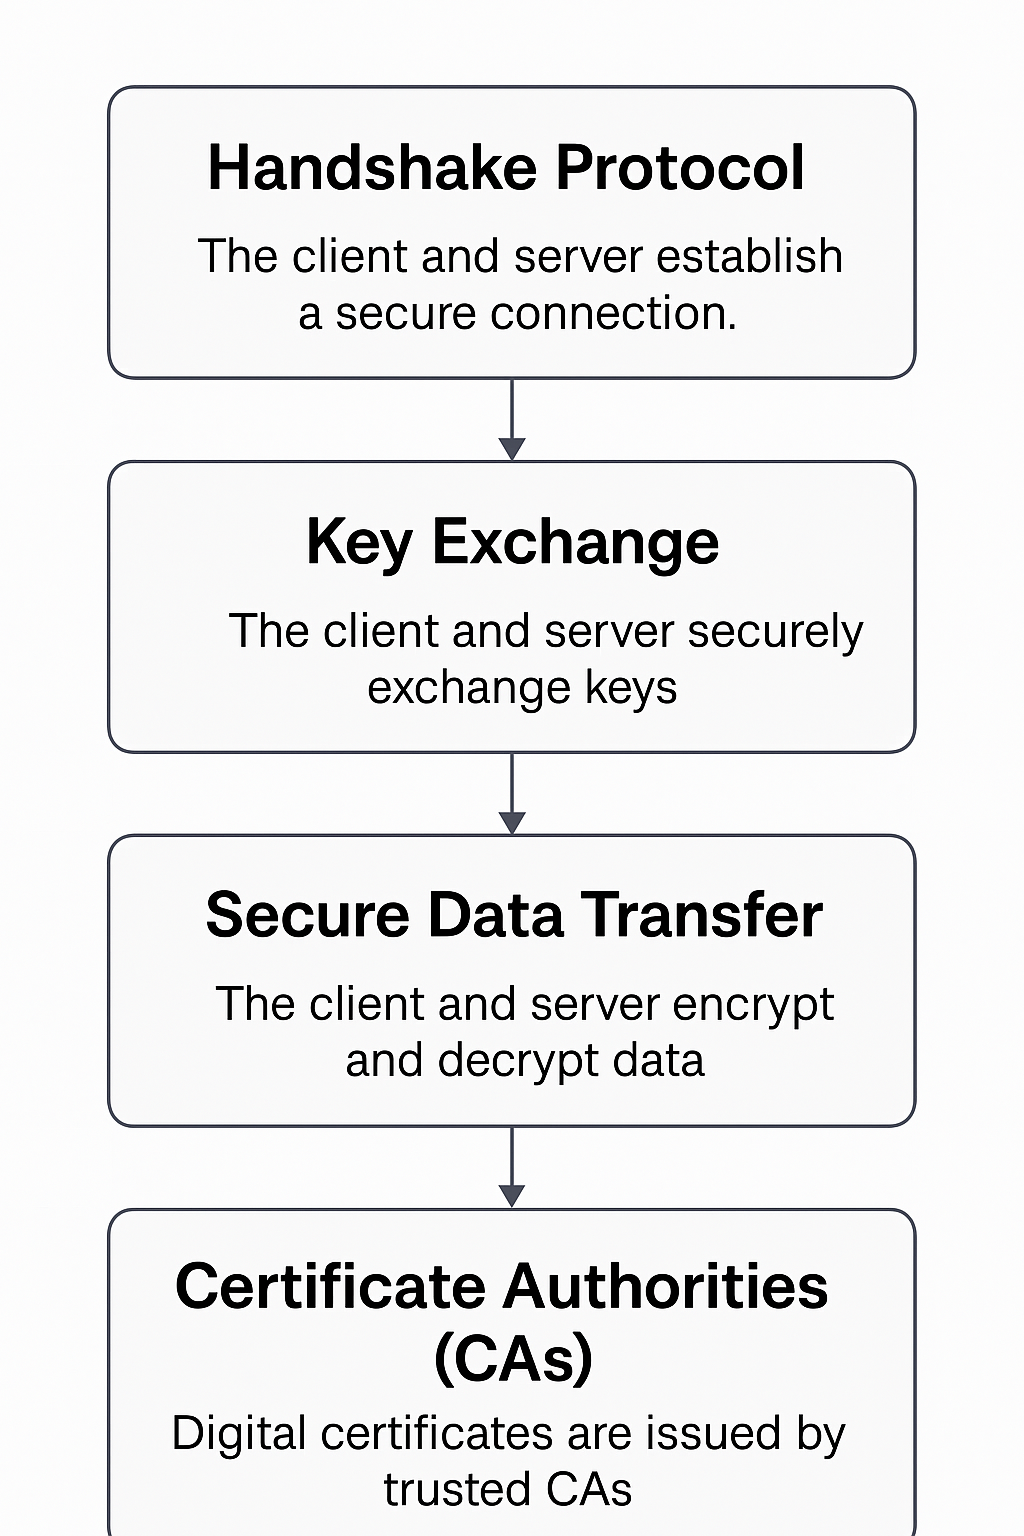 Handshake Protocol
The client and server establish
a secure connection.
Key Exchange
The client and server securely
exchange keys
Secure Data Transfer
The client and server encrypt
and decrypt data
Certificate Authorities
(CAs)
Digital certificates are issued by
trusted CAs